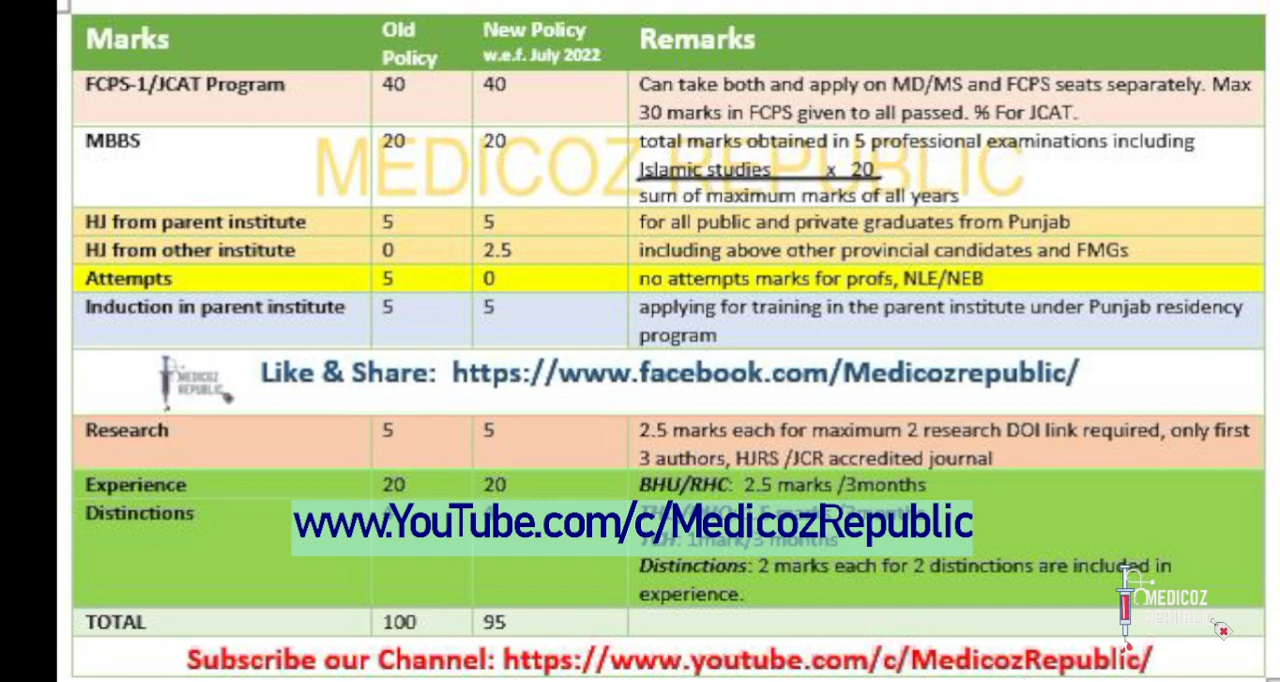 Marks Old Policy New Policy w.e.f. July 2022 Remarks
FCPS-1/JCAT Program 40 40 Can take both and apply on MD/MS and FCPS seats separately. Max
30 marks in FCPS given to all passed. % For JCAT.
MBBS 20 20 total marks obtained in 5 professional examinations including
Islamic studies x 20
sum of maximum marks of all years
MEDICOZ REPUBLIC
HJ from parent institute 5 5 for all public and private graduates from Punjab
HJ from other institute 0 2.5 including above other provincial candidates and FMGs
Attempts 5 0 no attempts marks for profs, NLE/NEB
Induction in parent institute 5 5 applying for training in the parent institute under Punjab residency
program
MEDICOZ
REPUBLIC
Like & Share: https://www.facebook.com/Medicozrepublic/
Research 5 5 2.5 marks each for maximum 2 research DOI link required, only first
3 authors, HJRS /JCR accredited journal
Experience 20 20 BHU/RHC: 2.5 marks /3months
Distinctions
www.YouTube.com/c/MedicozRepublic
Distinctions: 2 marks each for 2 distinctions are included in
experience.
MEDICOZ
REPUBLIC
TOTAL 100 95
Subscribe our Channel: https://www.youtube.com/c/MedicozRepublic/